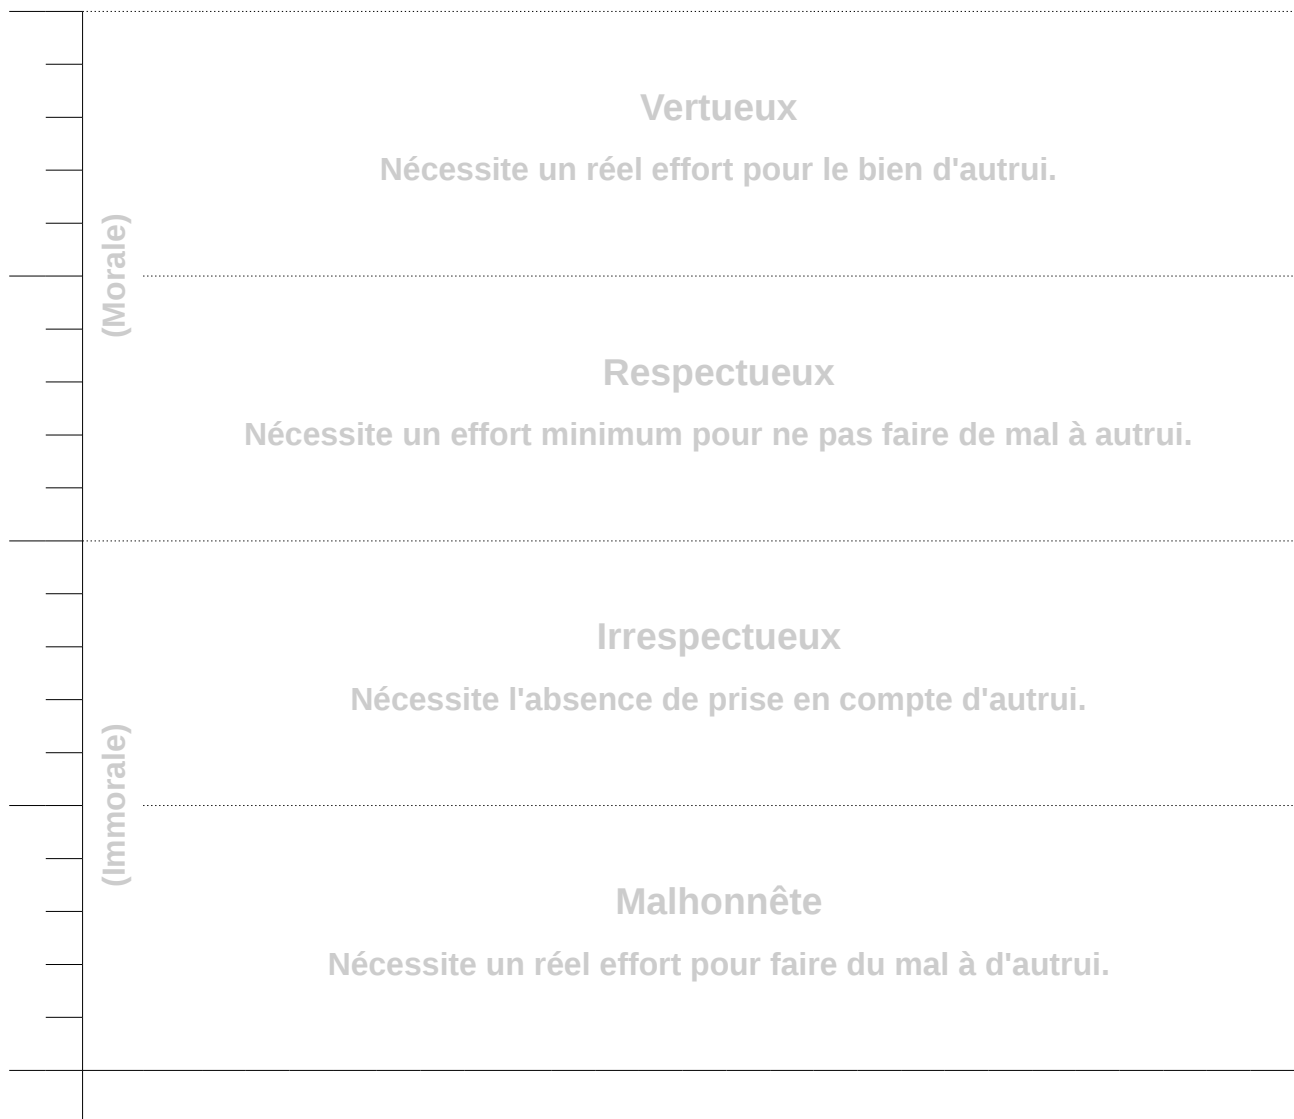 Vertueux
Nécessite un réel effort pour le bien d'autrui.
(Morale)
Respectueux
Nécessite un effort minimum pour ne pas faire de mal à autrui.
Irrespectueux
Nécessite l'absence de prise en compte d'autrui.
(Immorale)
Malhonnête
Nécessite un réel effort pour faire du mal à d'autrui.